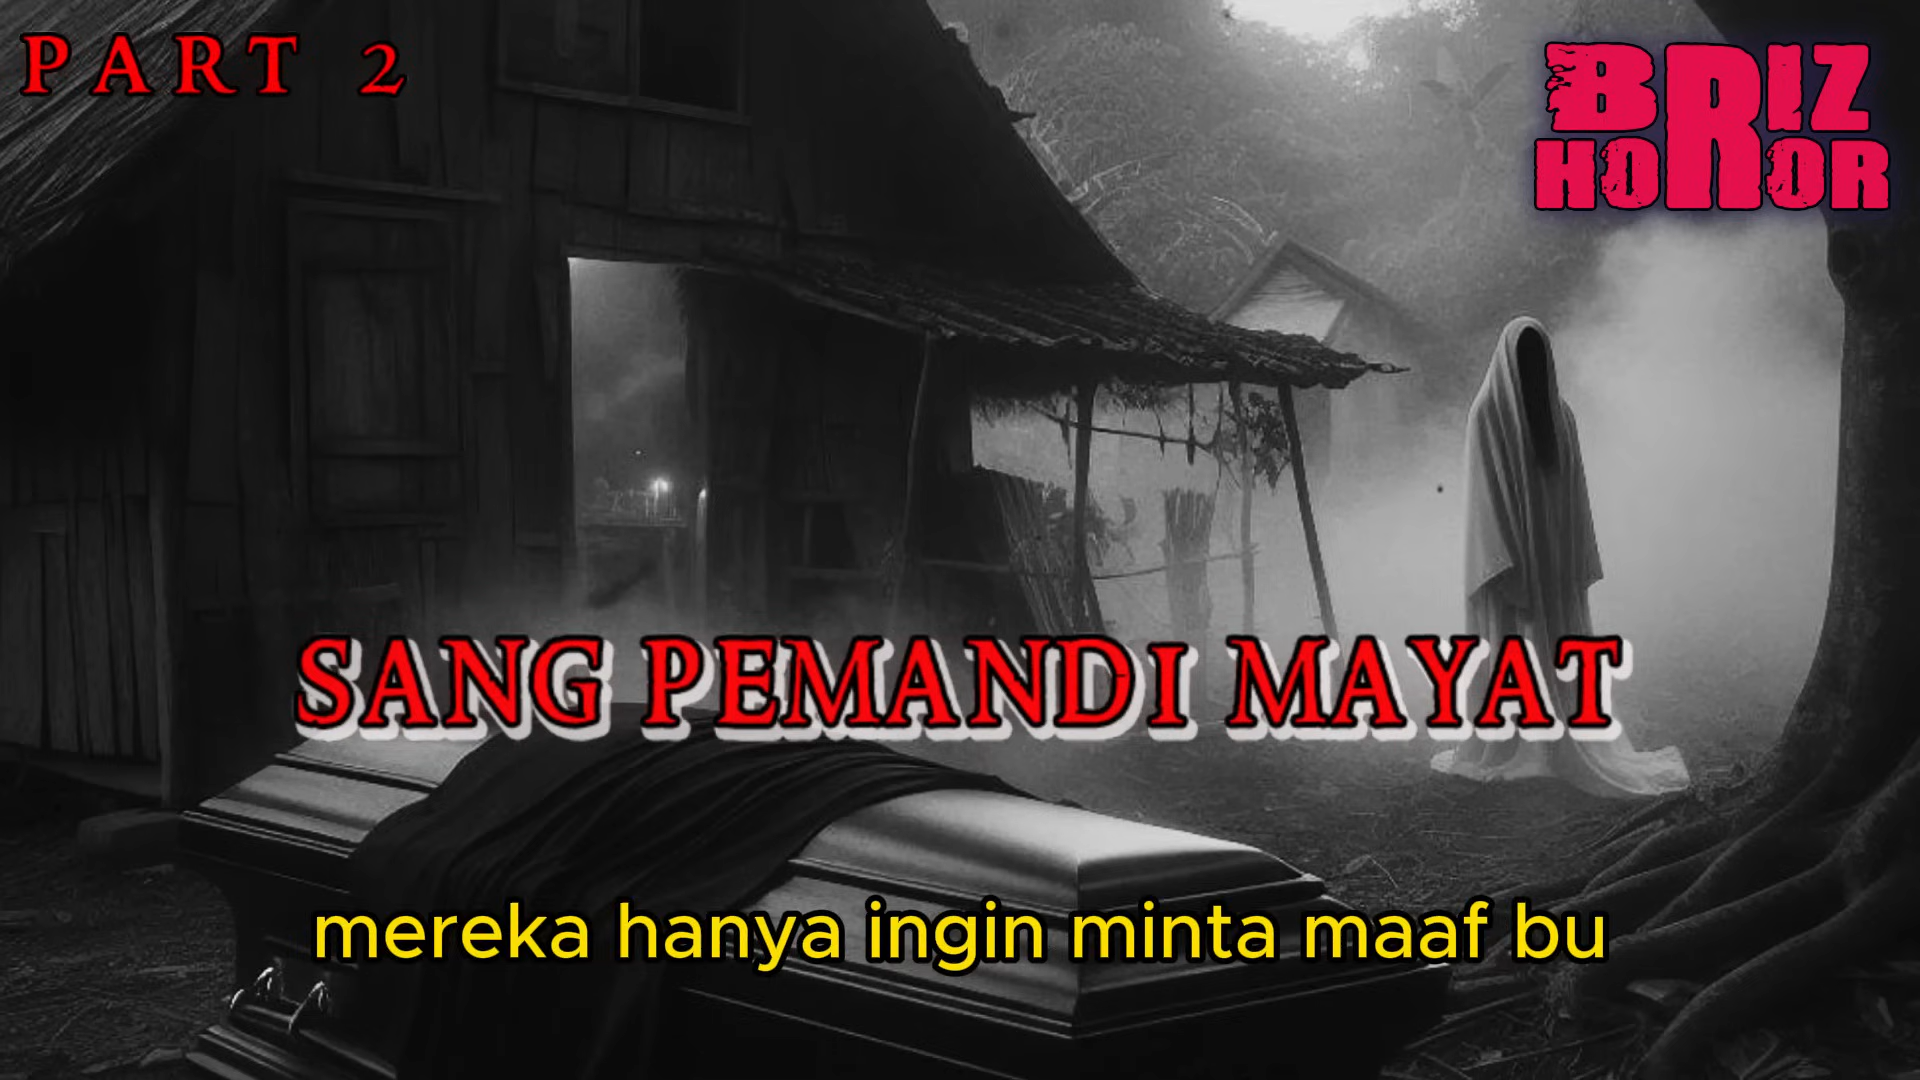 PART 2
BRIZ
HORROR
SANG PEMANDI MAYAT
mereka hanya ingin minta maaf bu